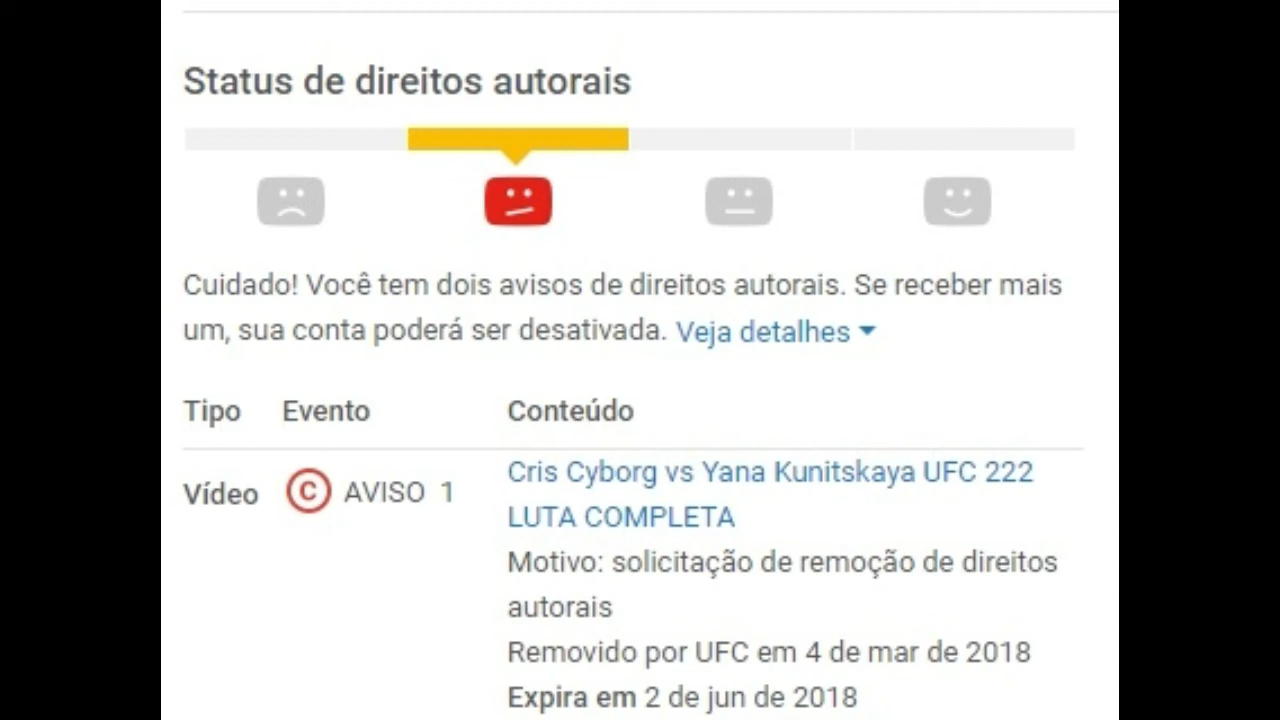 Status de direitos autorais
Cuidado! Você tem dois avisos de direitos autorais. Se receber mais
um, sua conta poderá ser desativada. Veja detalhes
Tipo Evento Conteúdo
Vídeo C AVISO 1 Cris Cyborg vs Yana Kunitskaya UFC 222
LUTA COMPLETA
Motivo: solicitação de remoção de direitos
autorais
Removido por UFC em 4 de mar de 2018
Expira em 2 de jun de 2018